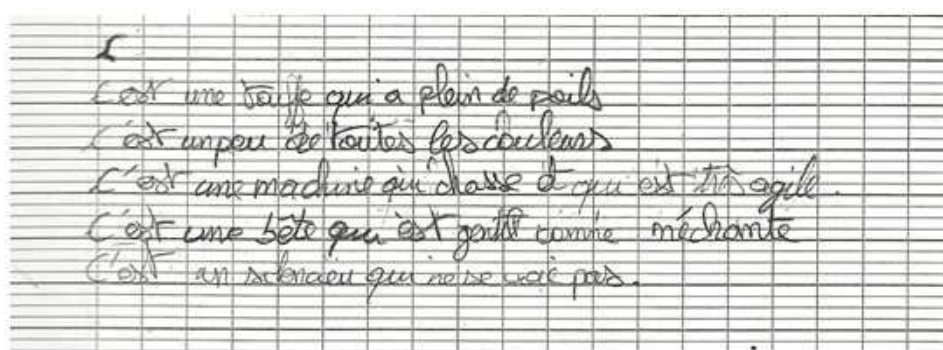 C
C'est une touffe qui a plein de poils
C'est un peu de toutes les couleurs
C'est une machine qui chasse et qui est très agile.
C'est une bête qui est gentil comme méchante
C'est un silencieu qui ne se voie pas.